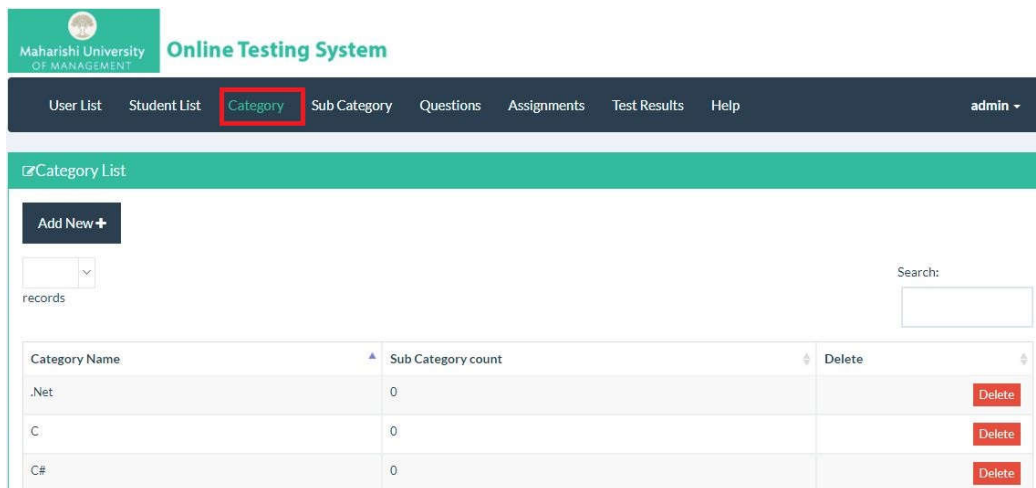 Maharishi University
OF MANAGEMENT
Online Testing System
User List Student List Category Sub Category Questions Assignments Test Results Help admin
Category List
Add New
Search:
records
Category Name Sub Category count Delete
.Net 0 Delete
C 0 Delete
C# 0 Delete